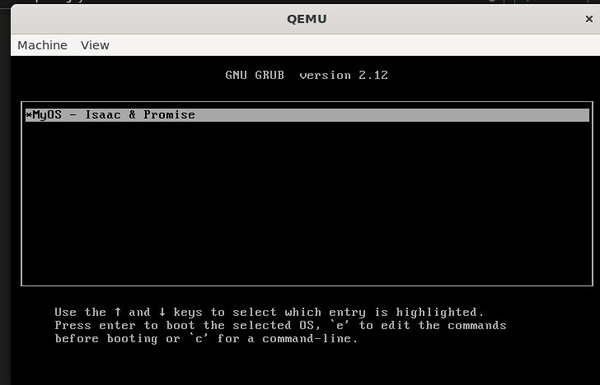 QEMU
×
Machine View
GNU GRUB version 2.12
*MyOS - Isaac & Promise
Use the ↑ and ↓ keys to select which entry is highlighted.
Press enter to boot the selected OS, `e' to edit the commands
before booting or `c' for a command-line.